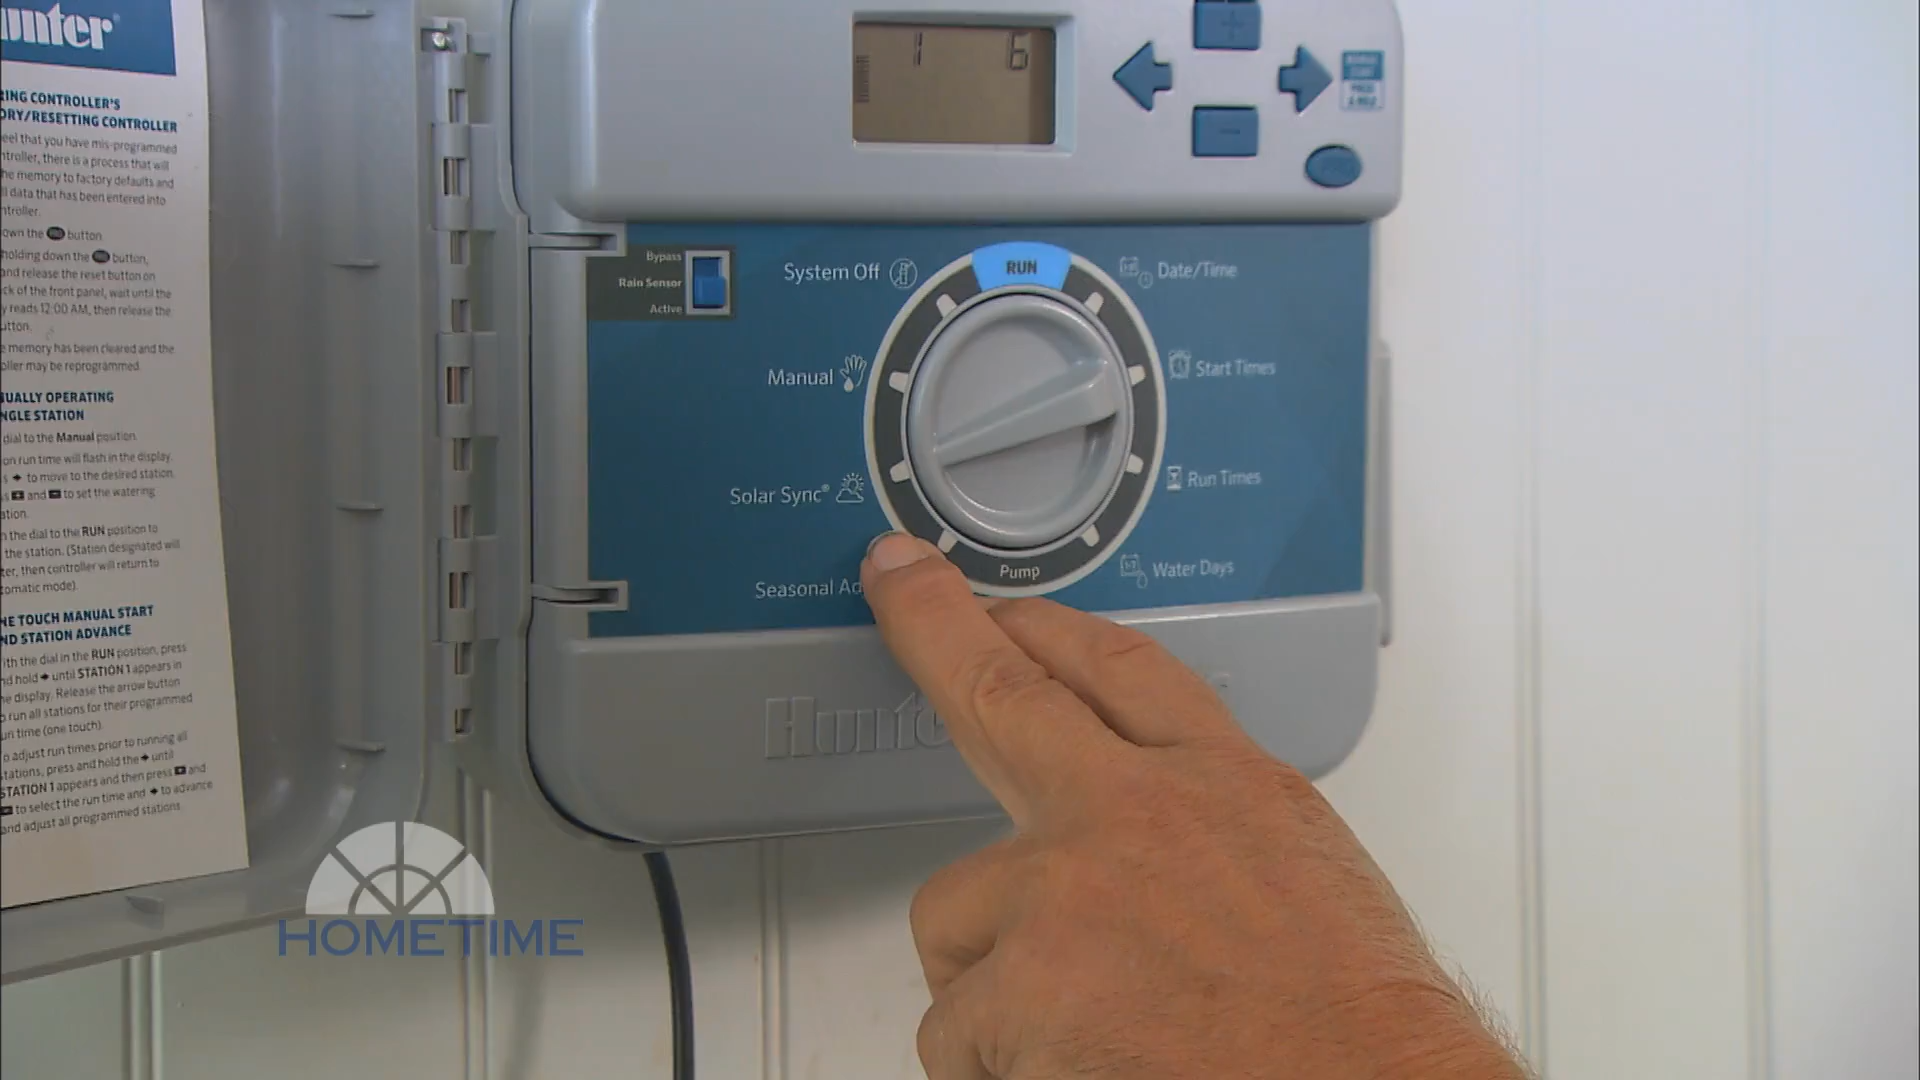 Hunter
RING CONTROLLER'S
ORY/RESETTING CONTROLLER
eel that you have mis-programmed
ntroller, there is a process that will
he memory to factory defaults and
ll data that has been entered into
ntroller.
own the button.
holding down the button,
and release the reset button on
ck of the front panel, wait until the
y reads 12:00 AM, then release the
utton.
e memory has been cleared and the
oller may be reprogrammed.
UALLY OPERATING
NGLE STATION
dial to the Manual position.
on run time will flash in the display.
s → to move to the desired station.
ss + and - to set the watering
ation.
n the dial to the RUN position to
the station. (Station designated will
ter, then controller will return to
tomatic mode).
NE TOUCH MANUAL START
ND STATION ADVANCE
ith the dial in the RUN position, press
nd hold → until STATION 1 appears in
he display. Release the arrow button
o run all stations for their programmed
un time (one touch).
o adjust run times prior to running all
stations, press and hold the → until
STATION 1 appears and then press + and
- to select the run time and → to advance
and adjust all programmed stations.
6
+
-
Bypass
Rain Sensor
Active
System Off
RUN
Date/Time
Manual
Start Times
Solar Sync®
Run Times
Seasonal Ad
Pump
Water Days
Hunte
HOMETIME